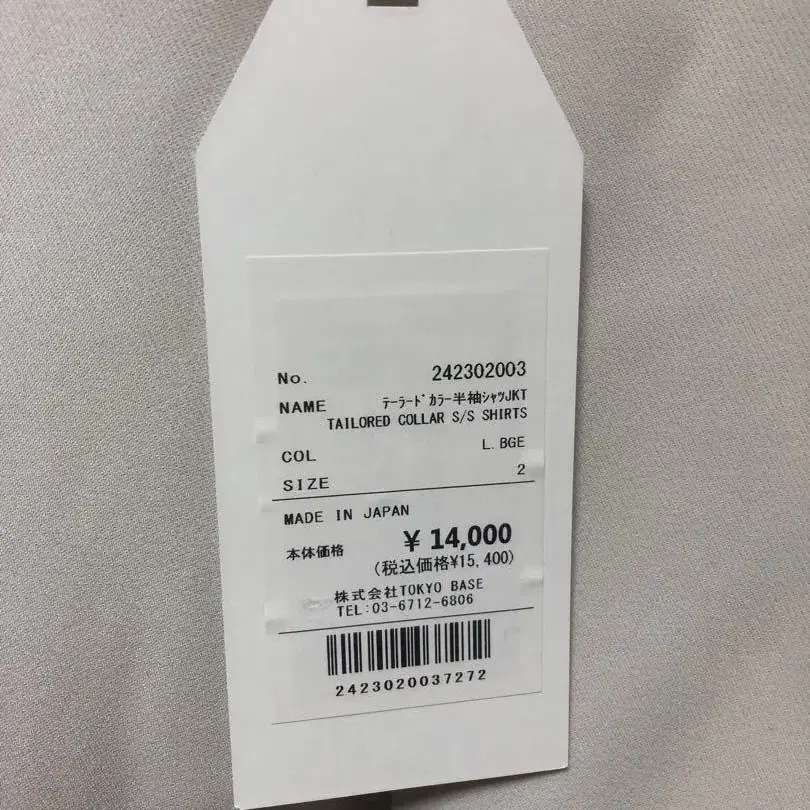 No. 242302003
NAME ﾃｰﾗｰﾄﾞｶﾗｰ半袖ｼｬﾂJKT
TAILORED COLLAR S/S SHIRTS
COL L.BGE
SIZE 2
MADE IN JAPAN
本体価格 ¥ 14,000
(税込価格¥15,400)
株式会社TOKYO BASE
TEL:03-6712-6806
2423020037272